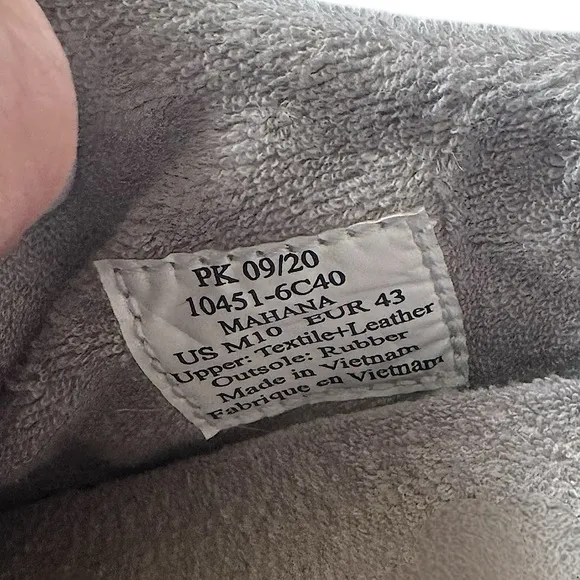 PK 09/20
10451-6C40
MAHANA
US M10 EUR 43
Upper: Textile+Leather
Outsole: Rubber
Made in Vietnam
Fabrique en Vietnam